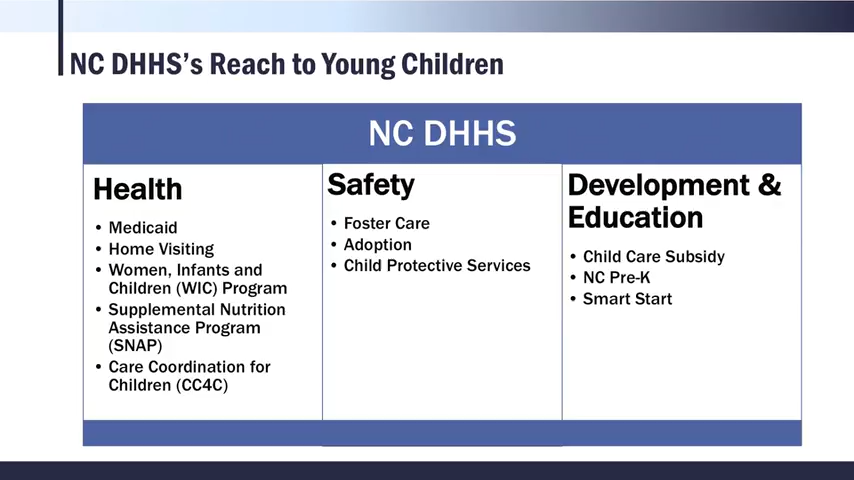 NC DHHS's Reach to Young Children
NC DHHS
Health
• Medicaid
• Home Visiting
• Women, Infants and
Children (WIC) Program
• Supplemental Nutrition
Assistance Program
(SNAP)
• Care Coordination for
Children (CC4C)
Safety
• Foster Care
• Adoption
• Child Protective Services
Development &
Education
• Child Care Subsidy
• NC Pre-K
• Smart Start